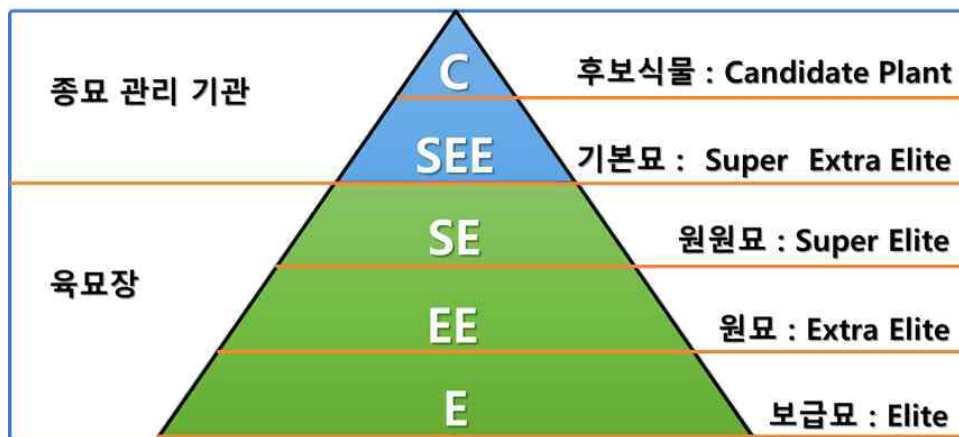 종묘 관리 기관
C
후보식물 : Candidate Plant
SEE
기본묘 : Super Extra Elite
육묘장
SE
원원묘 : Super Elite
EE
원묘 : Extra Elite
E
보급묘 : Elite